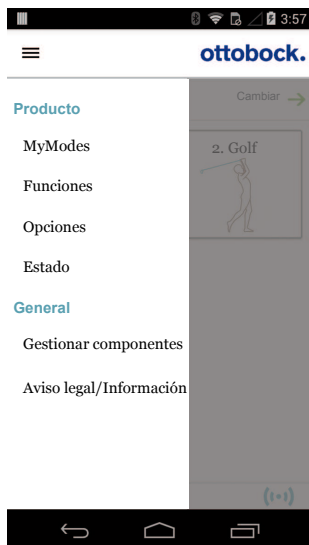 3:57
ottobock.
Cambiar
Producto
MyModes
2. Golf
Funciones
Opciones
Estado
General
Gestionar componentes
Aviso legal/Información